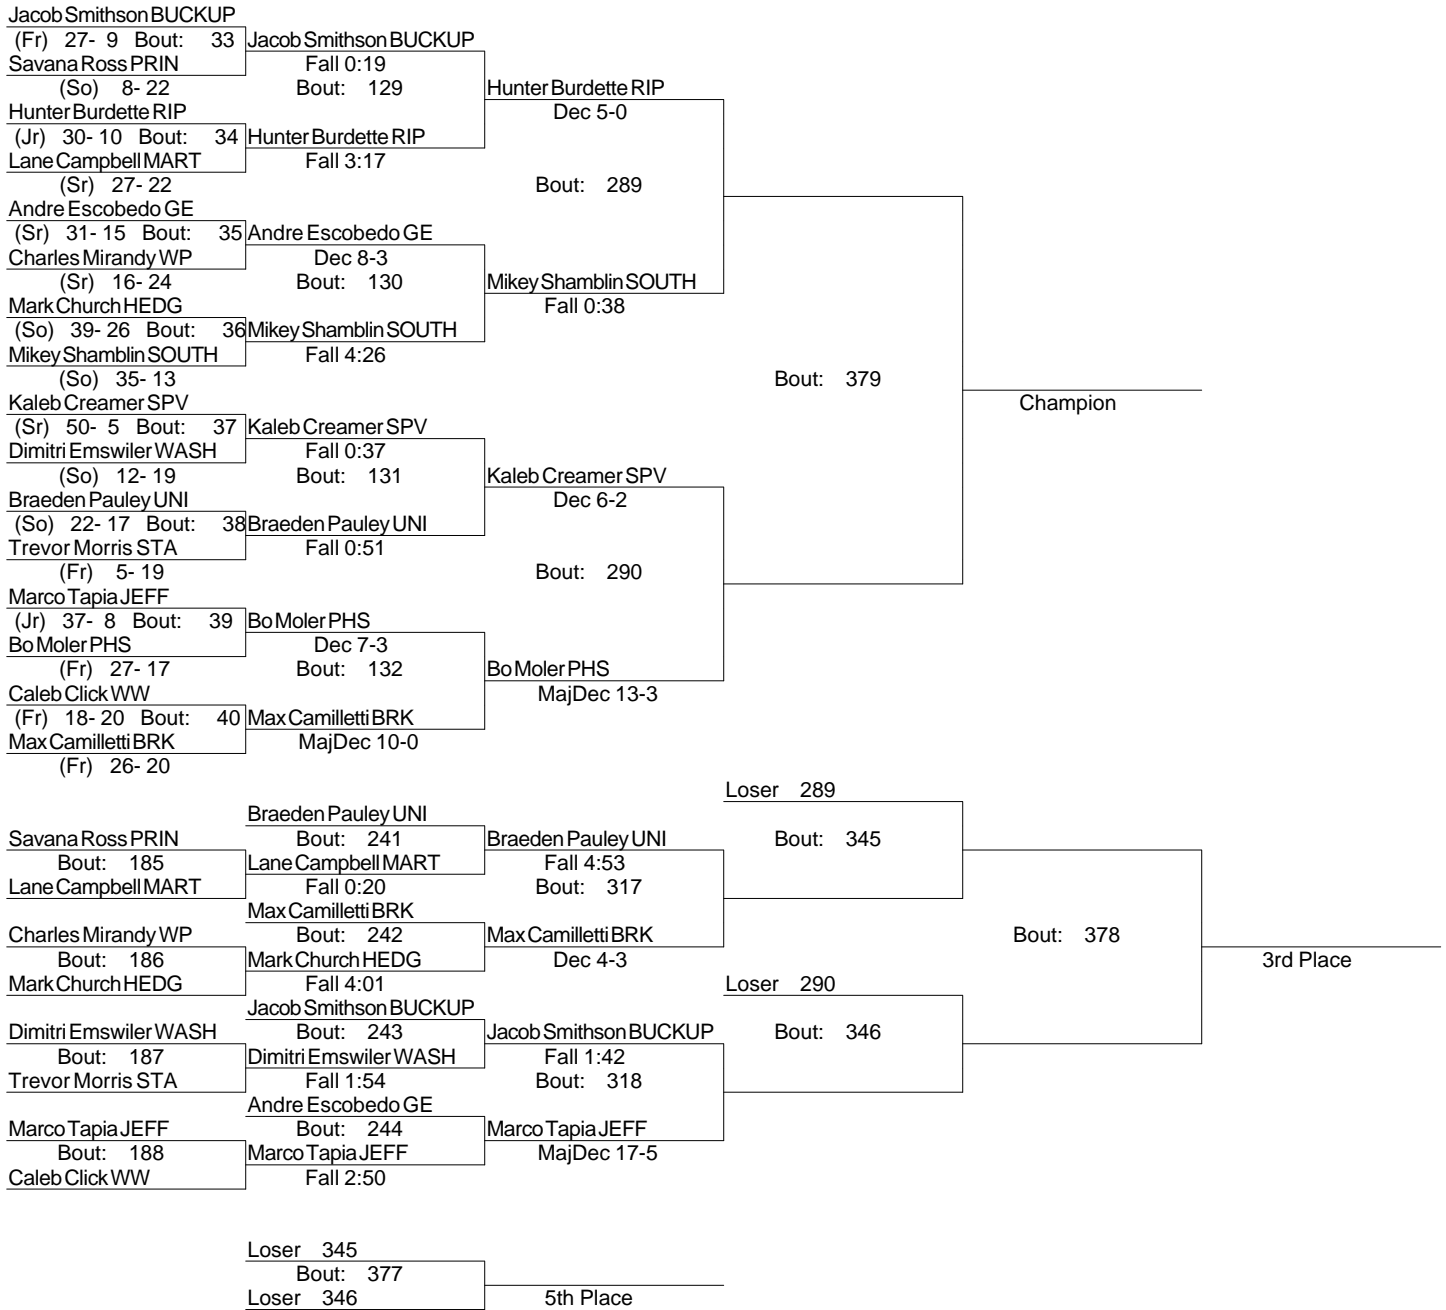 Jacob Smithson BUCKUP
(Fr) 27- 9 Bout: 33 Jacob Smithson BUCKUP
Savana Ross PRIN Fall 0:19
(So) 8- 22 Bout: 129 Hunter Burdette RIP
Hunter Burdette RIP Dec 5-0
(Jr) 30- 10 Bout: 34 Hunter Burdette RIP
Lane Campbell MART Fall 3:17
(Sr) 27- 22 Bout: 289
Andre Escobedo GE
(Sr) 31- 15 Bout: 35 Andre Escobedo GE
Charles Mirandy WP Dec 8-3
(Sr) 16- 24 Bout: 130 Mikey Shamblin SOUTH
Mark Church HEDG Fall 0:38
(So) 39- 26 Bout: 36 Mikey Shamblin SOUTH
Mikey Shamblin SOUTH Fall 4:26
(So) 35- 13 Bout: 379
Kaleb Creamer SPV Champion
(Sr) 50- 5 Bout: 37 Kaleb Creamer SPV
Dimitri Emswiler WASH Fall 0:37
(So) 12- 19 Bout: 131 Kaleb Creamer SPV
Braeden Pauley UNI Dec 6-2
(So) 22- 17 Bout: 38 Braeden Pauley UNI
Trevor Morris STA Fall 0:51
(Fr) 5- 19 Bout: 290
Marco Tapia JEFF
(Jr) 37- 8 Bout: 39 Bo Moler PHS
Bo Moler PHS Dec 7-3
(Fr) 27- 17 Bout: 132 Bo Moler PHS
Caleb Click WW MajDec 13-3
(Fr) 18- 20 Bout: 40 Max Camilletti BRK
Max Camilletti BRK MajDec 10-0
(Fr) 26- 20
Loser 289
Braeden Pauley UNI
Savana Ross PRIN Bout: 241 Braeden Pauley UNI Bout: 345
Bout: 185 Lane Campbell MART Fall 4:53
Lane Campbell MART Fall 0:20 Bout: 317
Max Camilletti BRK
Charles Mirandy WP Bout: 242 Max Camilletti BRK Bout: 378
Bout: 186 Mark Church HEDG Dec 4-3 3rd Place
Mark Church HEDG Fall 4:01 Loser 290
Jacob Smithson BUCKUP
Dimitri Emswiler WASH Bout: 243 Jacob Smithson BUCKUP Bout: 346
Bout: 187 Dimitri Emswiler WASH Fall 1:42
Trevor Morris STA Fall 1:54 Bout: 318
Andre Escobedo GE
Marco Tapia JEFF Bout: 244 Marco Tapia JEFF
Bout: 188 Marco Tapia JEFF MajDec 17-5
Caleb Click WW Fall 2:50
Loser 345
Bout: 377
Loser 346 5th Place